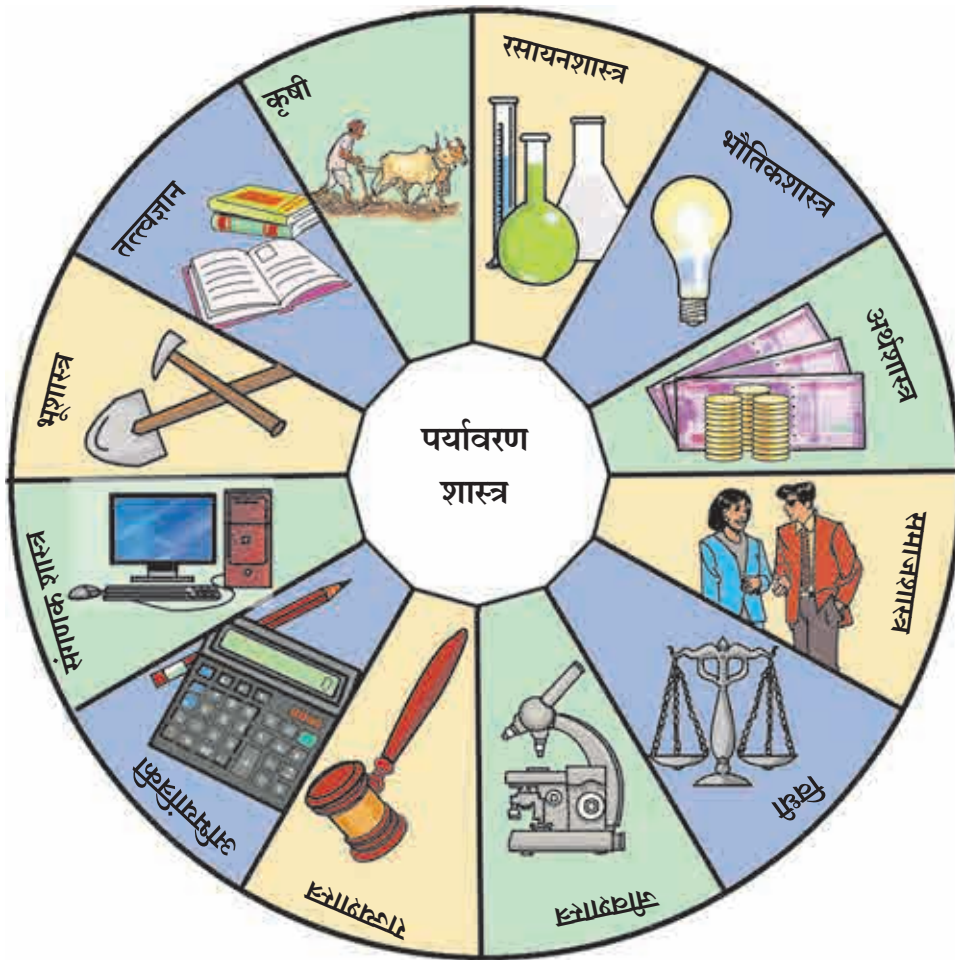 रसायनशास्त्र
भौतिकशास्त्र
अर्थशास्त्र
समाजशास्त्र
विधी
जीवशास्त्र
राज्यशास्त्र
अभियांत्रिकी
संगणक शास्त्र
भूशास्त्र
तत्त्वज्ञान
कृषी
पर्यावरण
शास्त्र